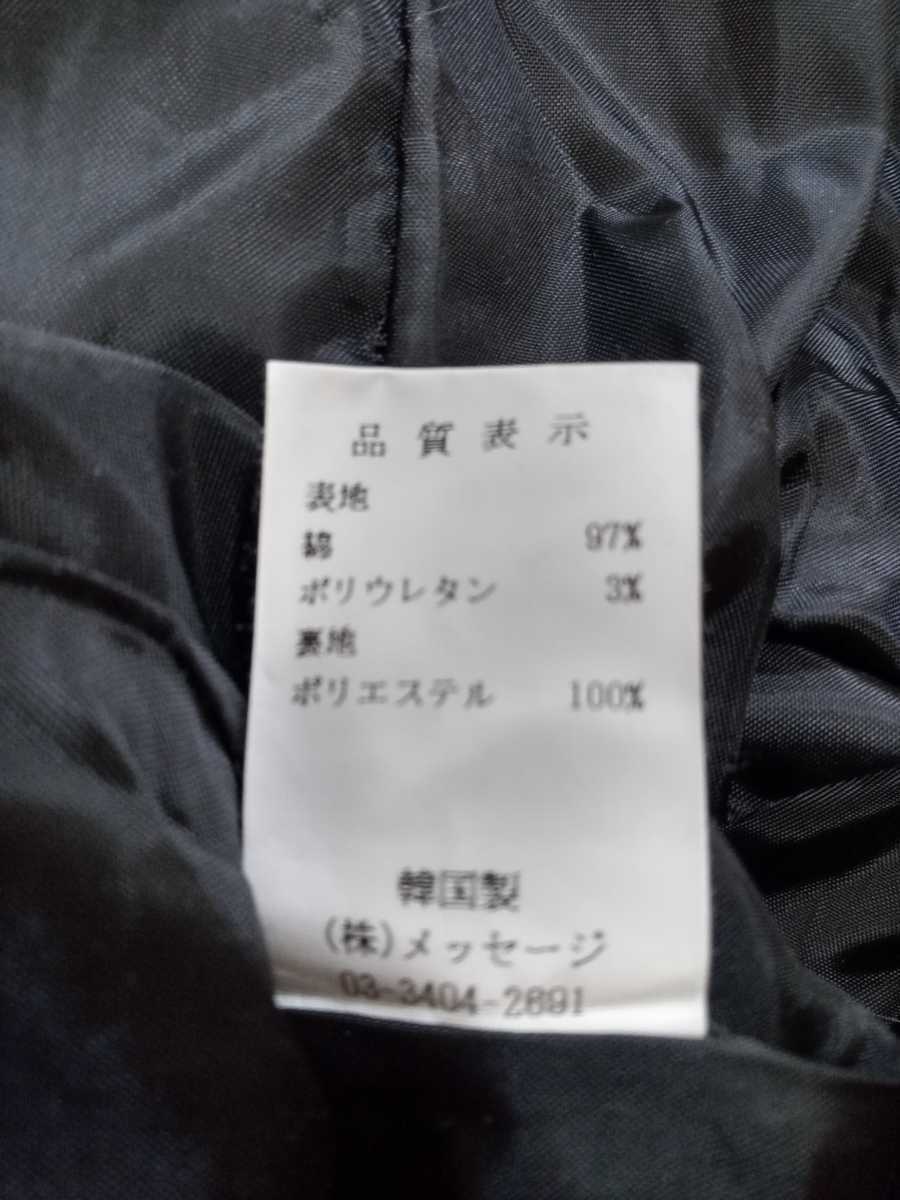 品質表示
表地
綿 97%
ポリウレタン 3%
裏地
ポリエステル 100%
韓国製
(株)メッセージ
03-3404-2891